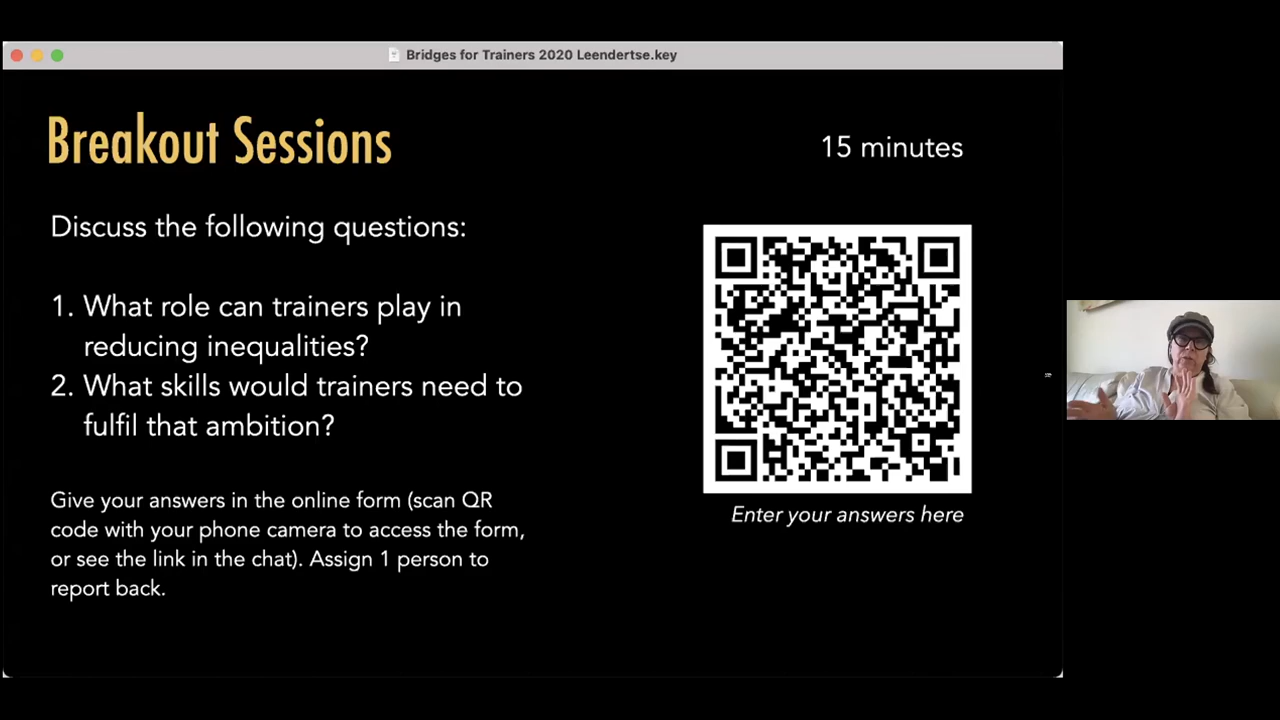 Bridges for Trainers 2020 Leendertse.key
Breakout Sessions
15 minutes
Discuss the following questions:
1. What role can trainers play in
reducing inequalities?
2. What skills would trainers need to
fulfil that ambition?
Give your answers in the online form (scan QR
code with your phone camera to access the form,
or see the link in the chat). Assign 1 person to
report back.
Enter your answers here